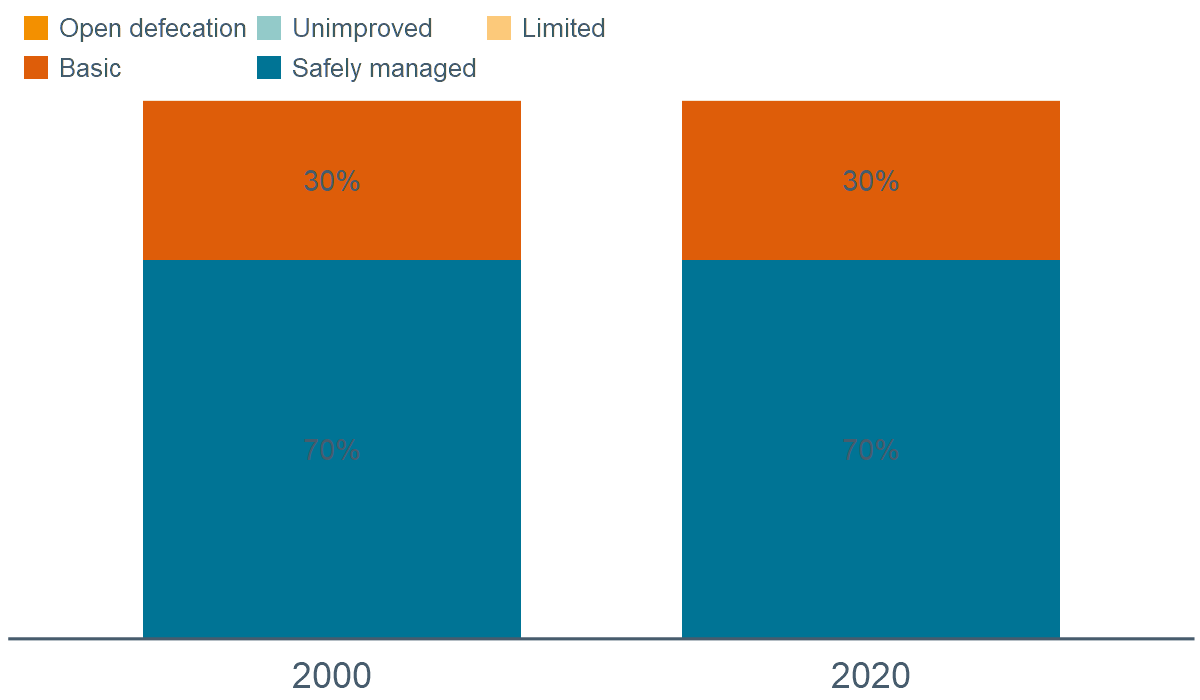 Open defecation Unimproved Limited
Basic Safely managed
30% 30%
70% 70%
2000 2020